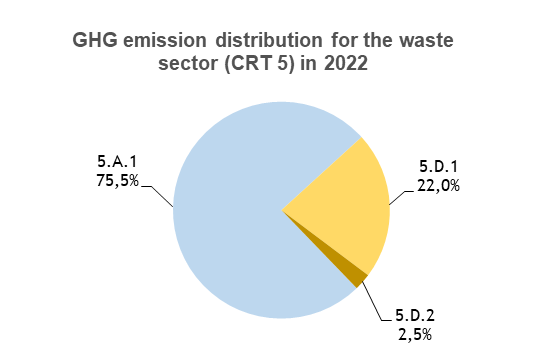 GHG emission distribution for the waste
sector (CRT 5) in 2022
5.A.1
75,5%
5.D.1
22,0%
5.D.2
2,5%